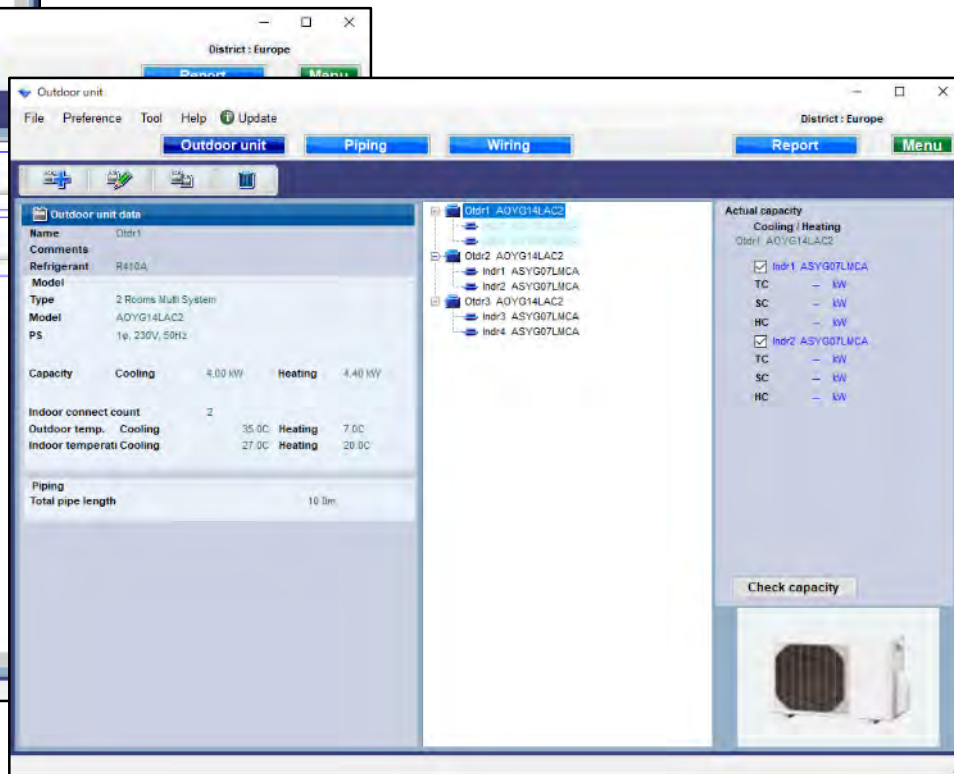 District : Europe
Report Menu
Outdoor unit
File Preference Tool Help Update
District : Europe
Outdoor unit Piping Wiring Report Menu
Outdoor unit data
Name Otdr1
Comments
Refrigerant R410A
Model
Type 2 Rooms Multi System
Model AOYG14LAC2
PS 1φ, 230V, 50Hz
Capacity Cooling 4.00 kW Heating 4.40 kW
Indoor connect count 2
Outdoor temp. Cooling 35.0C Heating 7.0C
Indoor temperati Cooling 27.0C Heating 20.0C
Piping
Total pipe length 10.0m
Otdr1 AOYG14LAC2
Otdr2 AOYG14LAC2
Indr1 ASYG07LMCA
Indr2 ASYG07LMCA
Otdr3 AOYG14LAC2
Indr3 ASYG07LMCA
Indr4 ASYG07LMCA
Actual capacity
Cooling / Heating
Otdr1 AOYG14LAC2
Indr1 ASYG07LMCA
TC – kW
SC – kW
HC – kW
Indr2 ASYG07LMCA
TC – kW
SC – kW
HC – kW
Check capacity